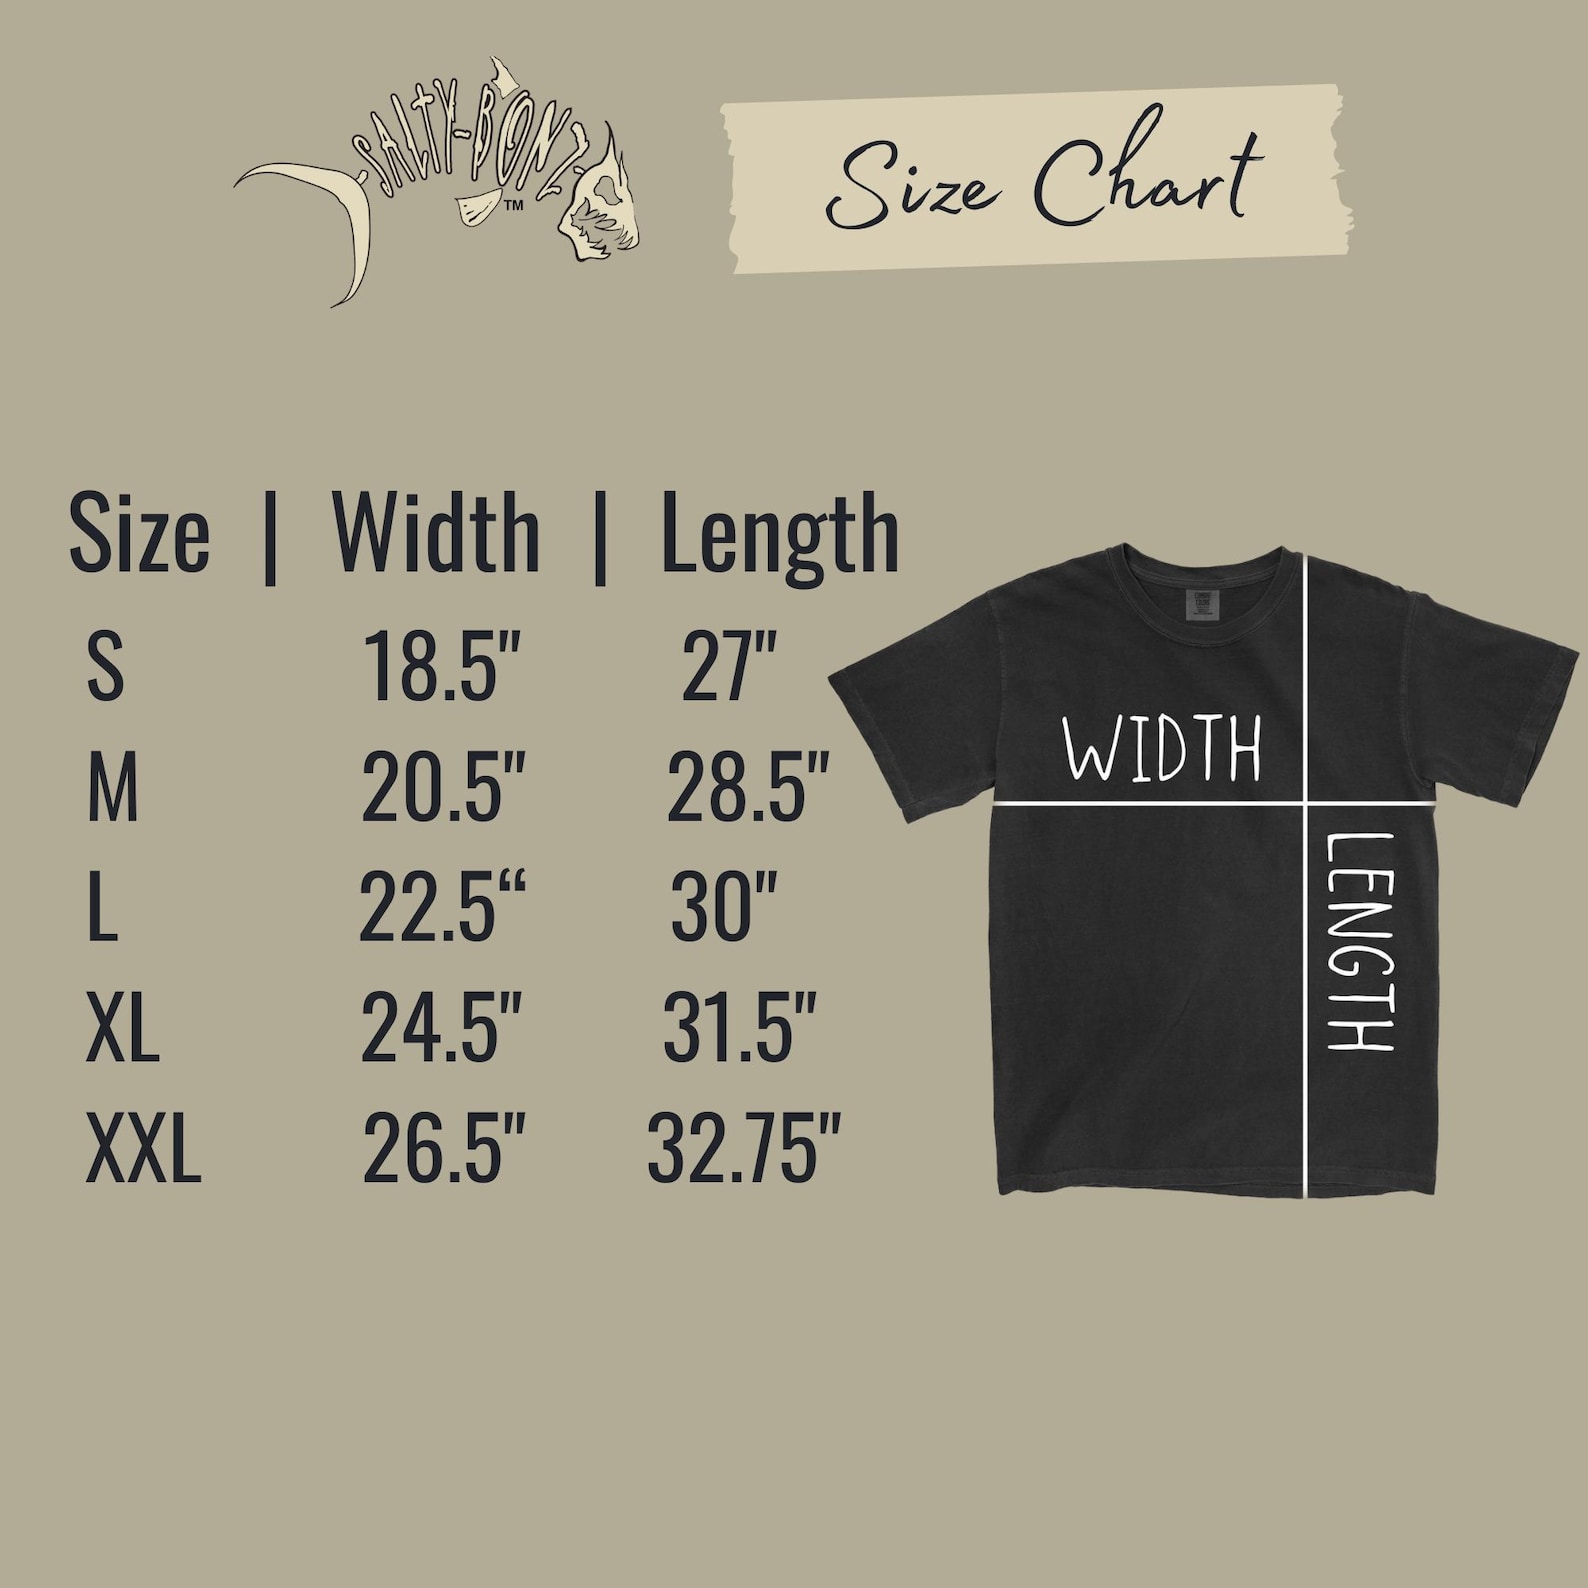 SALTY-BONZ
TM
Size Chart
Size | Width | Length
S 18.5" 27"
M 20.5" 28.5"
L 22.5“ 30"
XL 24.5" 31.5"
XXL 26.5" 32.75"
WIDTH
LENGTH